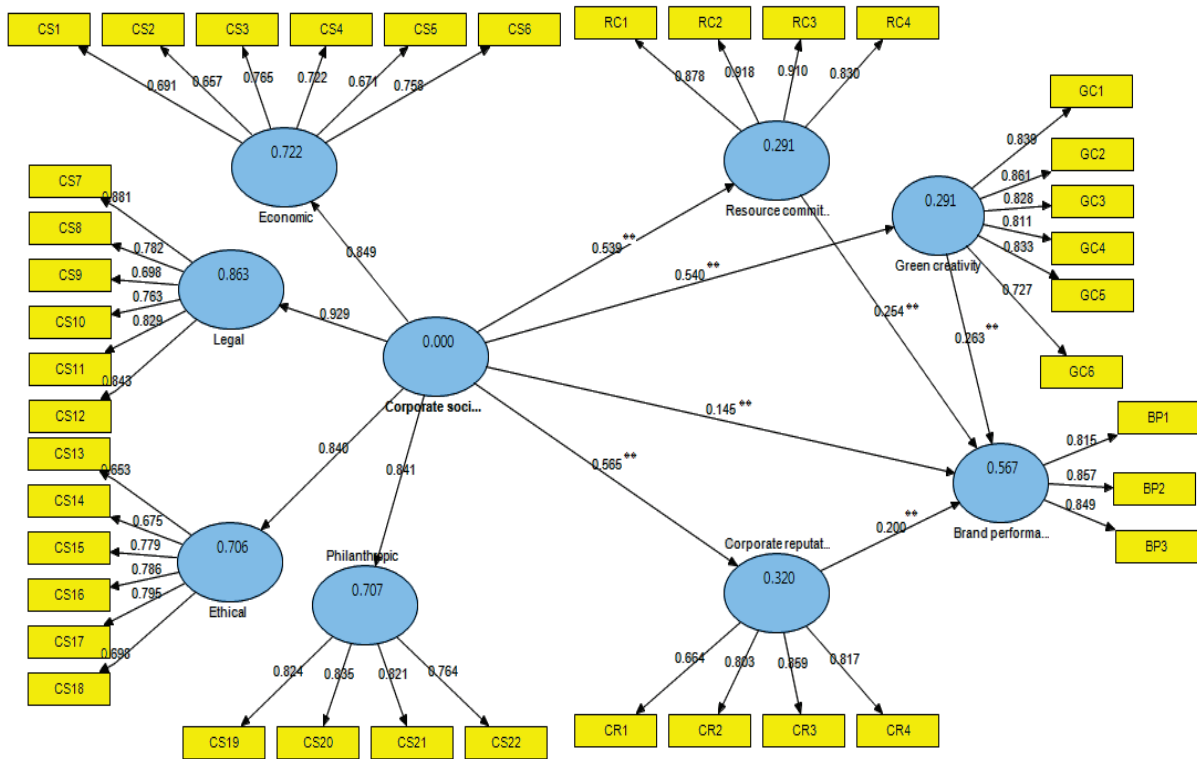 CS1
CS2
CS3
CS4
CS5
CS6
0.691
0.657
0.765
0.722
0.671
0.758
0.722
Economic
RC1
RC2
RC3
RC4
0.878
0.918
0.910
0.830
0.291
Resource commit..
GC1
GC2
GC3
GC4
GC5
GC6
0.839
0.861
0.828
0.811
0.833
0.727
0.291
Green creativity
CS7
CS8
CS9
CS10
CS11
CS12
0.881
0.782
0.698
0.763
0.829
0.843
0.863
Legal
0.849
0.929
0.539 **
0.540 **
0.254 **
0.263 **
0.000
Corporate soci...
0.145 **
0.840
0.841
0.565 **
0.200 **
BP1
BP2
BP3
0.815
0.857
0.849
0.567
Brand performa...
CS13
CS14
CS15
CS16
CS17
CS18
0.653
0.675
0.779
0.786
0.795
0.698
0.706
Ethical
Philanthropic
0.707
0.824
0.835
0.821
0.764
CS19
CS20
CS21
CS22
Corporate reputat..
0.320
0.664
0.803
0.859
0.817
CR1
CR2
CR3
CR4